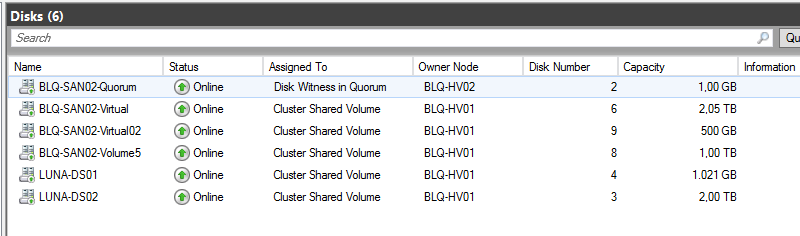 Disks (6)
Search Qu
Name Status Assigned To Owner Node Disk Number Capacity Information
BLQ-SAN02-Quorum Online Disk Witness in Quorum BLQ-HV02 2 1,00 GB
BLQ-SAN02-Virtual Online Cluster Shared Volume BLQ-HV01 6 2,05 TB
BLQ-SAN02-Virtual02 Online Cluster Shared Volume BLQ-HV01 9 500 GB
BLQ-SAN02-Volume5 Online Cluster Shared Volume BLQ-HV01 8 1,00 TB
LUNA-DS01 Online Cluster Shared Volume BLQ-HV01 4 1.021 GB
LUNA-DS02 Online Cluster Shared Volume BLQ-HV01 3 2,00 TB